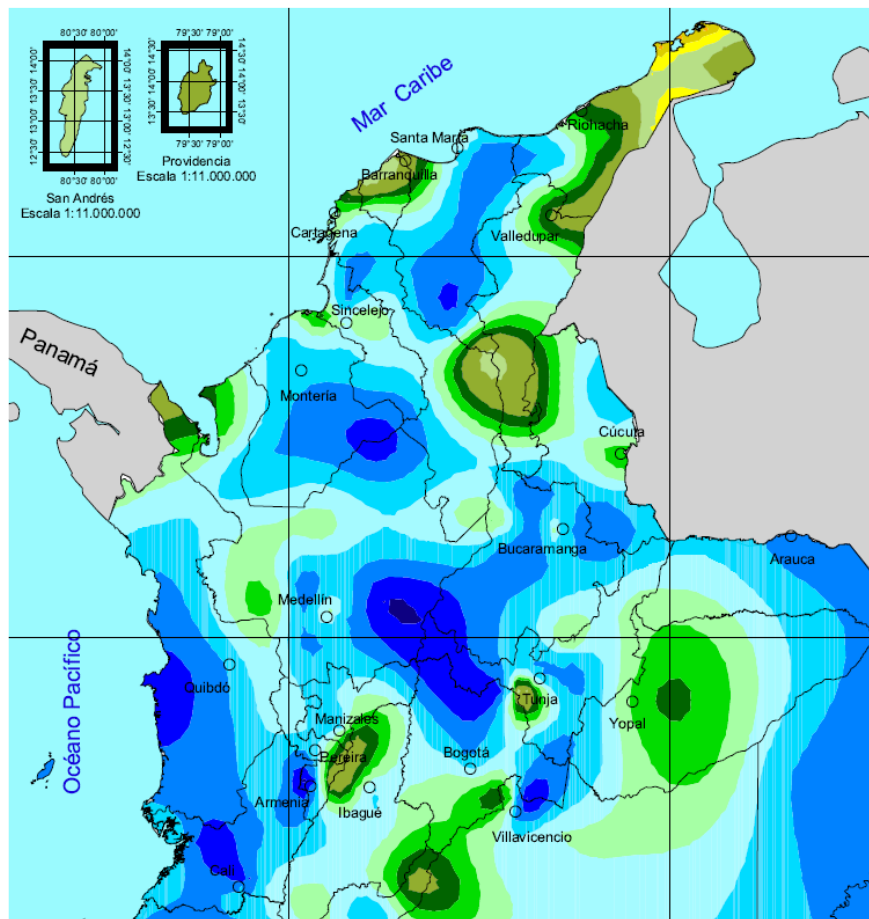 80°30' 80°00'
14°00'
13°30'
13°00'
12°30'
14°00'
13°30'
13°00'
12°30'
80°30' 80°00'
San Andrés
Escala 1:11.000.000
79°30' 79°00'
14°30'
14°00'
13°30'
14°30'
14°00'
13°30'
79°30' 79°00'
Providencia
Escala 1:11.000.000
Mar Caribe
Riohacha
Santa Marta
Barranquilla
Cartagena
Valledupar
Sincelejo
Panamá
Montería
Cúcuta
Bucaramanga
Arauca
Medellín
Océano Pacífico
Quibdó
Tunja
Yopal
Manizales
Pereira
Bogotá
Armenia
Ibagué
Villavicencio
Cali